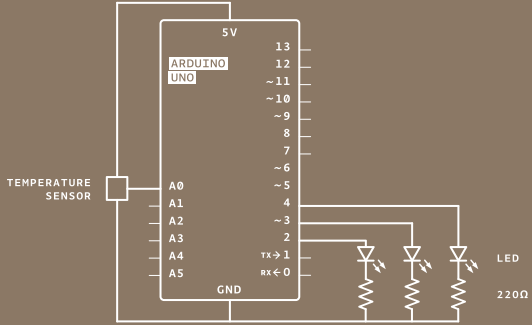 5V
ARDUINO
UNO
13
12
~11
~10
~9
8
7
~6
~5
4
~3
2
TX→1
RX←0
TEMPERATURE
SENSOR
A0
A1
A2
A3
A4
A5
GND
LED
220Ω